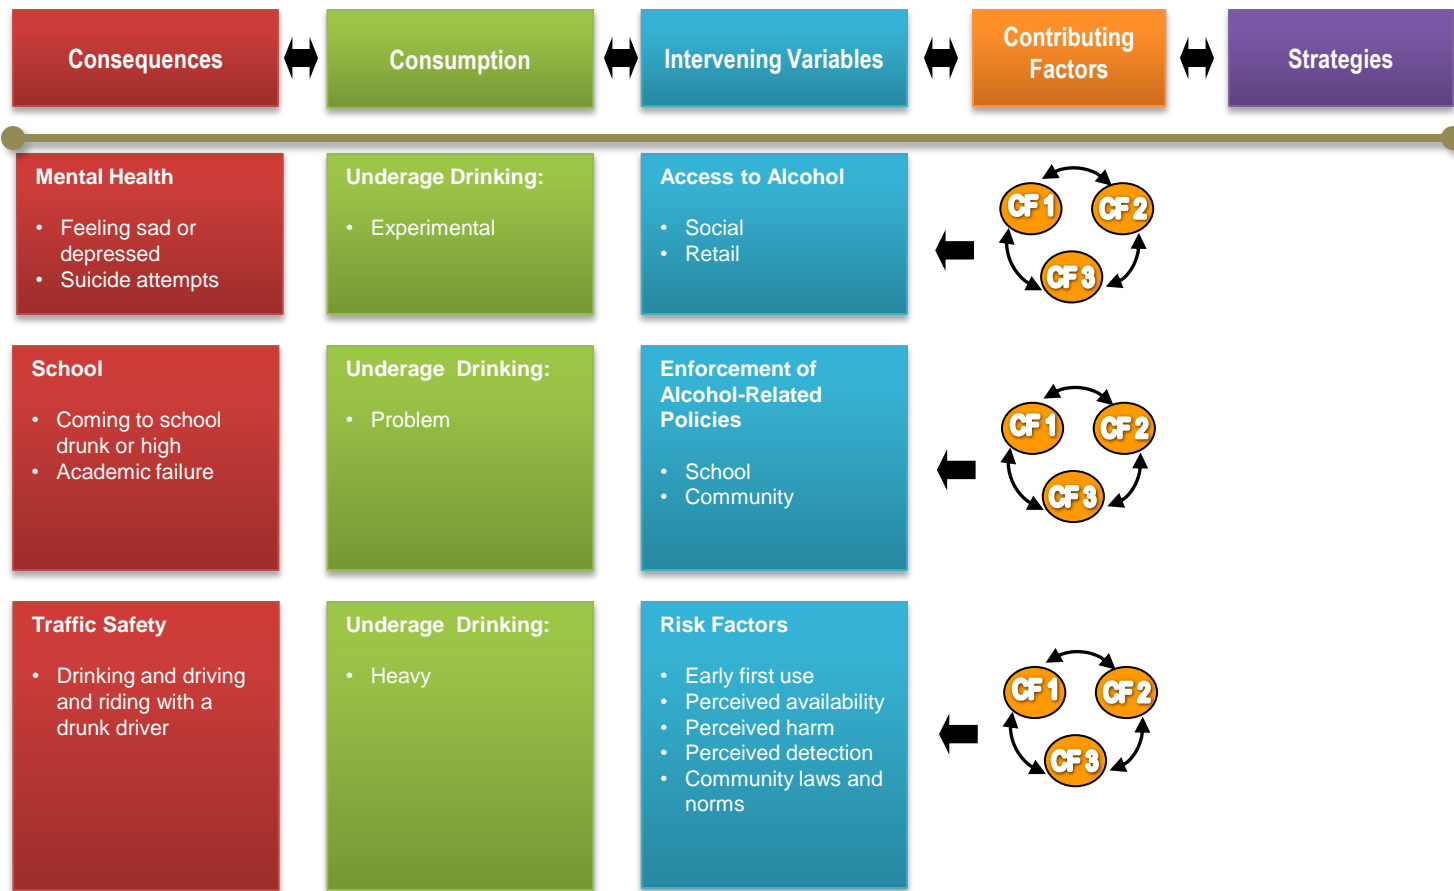 Consequences
Consumption
Intervening Variables
Contributing
Factors
Strategies
Mental Health
• Feeling sad or
depressed
• Suicide attempts
Underage Drinking:
• Experimental
Access to Alcohol
• Social
• Retail
CF 1
CF 2
CF 3
School
• Coming to school
drunk or high
• Academic failure
Underage Drinking:
• Problem
Enforcement of
Alcohol-Related
Policies
• School
• Community
CF 1
CF 2
CF 3
Traffic Safety
• Drinking and driving
and riding with a
drunk driver
Underage Drinking:
• Heavy
Risk Factors
• Early first use
• Perceived availability
• Perceived harm
• Perceived detection
• Community laws and
norms
CF 1
CF 2
CF 3